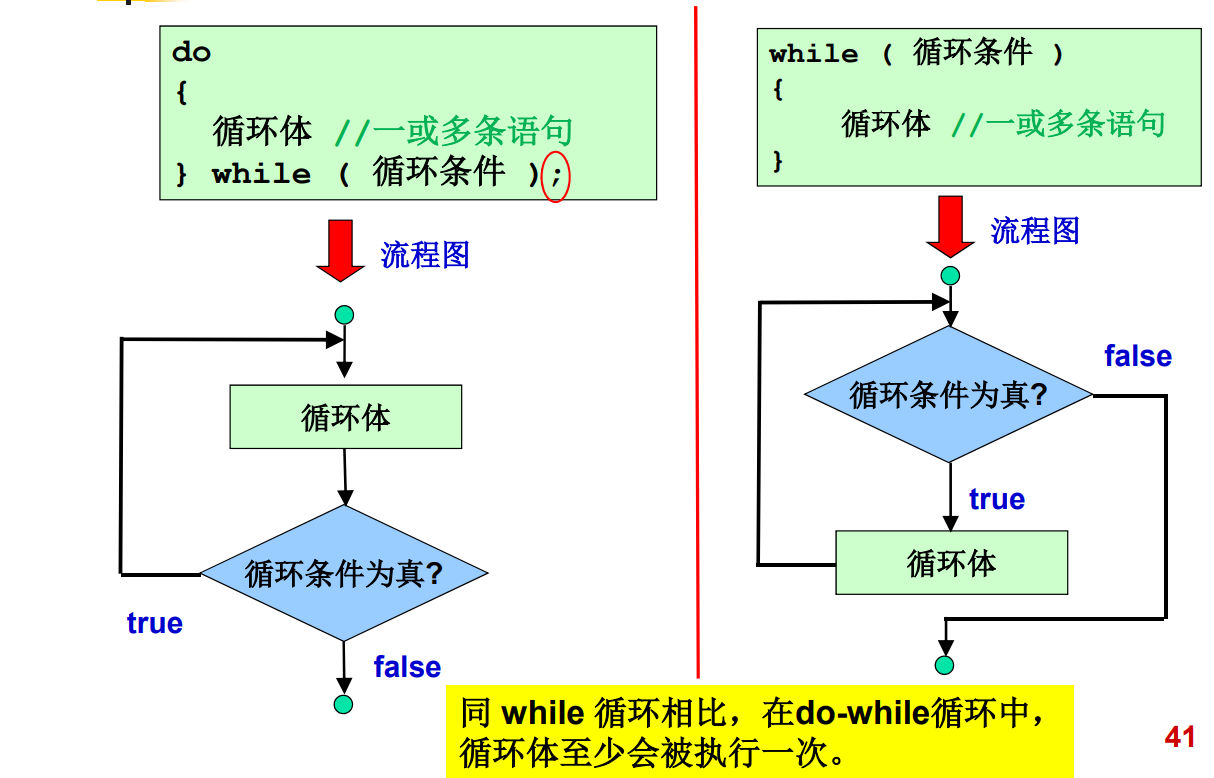 do
{
循环体 //一或多条语句
} while ( 循环条件 );
流程图
循环体
循环条件为真?
true
false
while ( 循环条件 )
{
循环体 //一或多条语句
}
流程图
循环条件为真?
false
true
循环体
同 while 循环相比，在do-while循环中，
循环体至少会被执行一次。
41